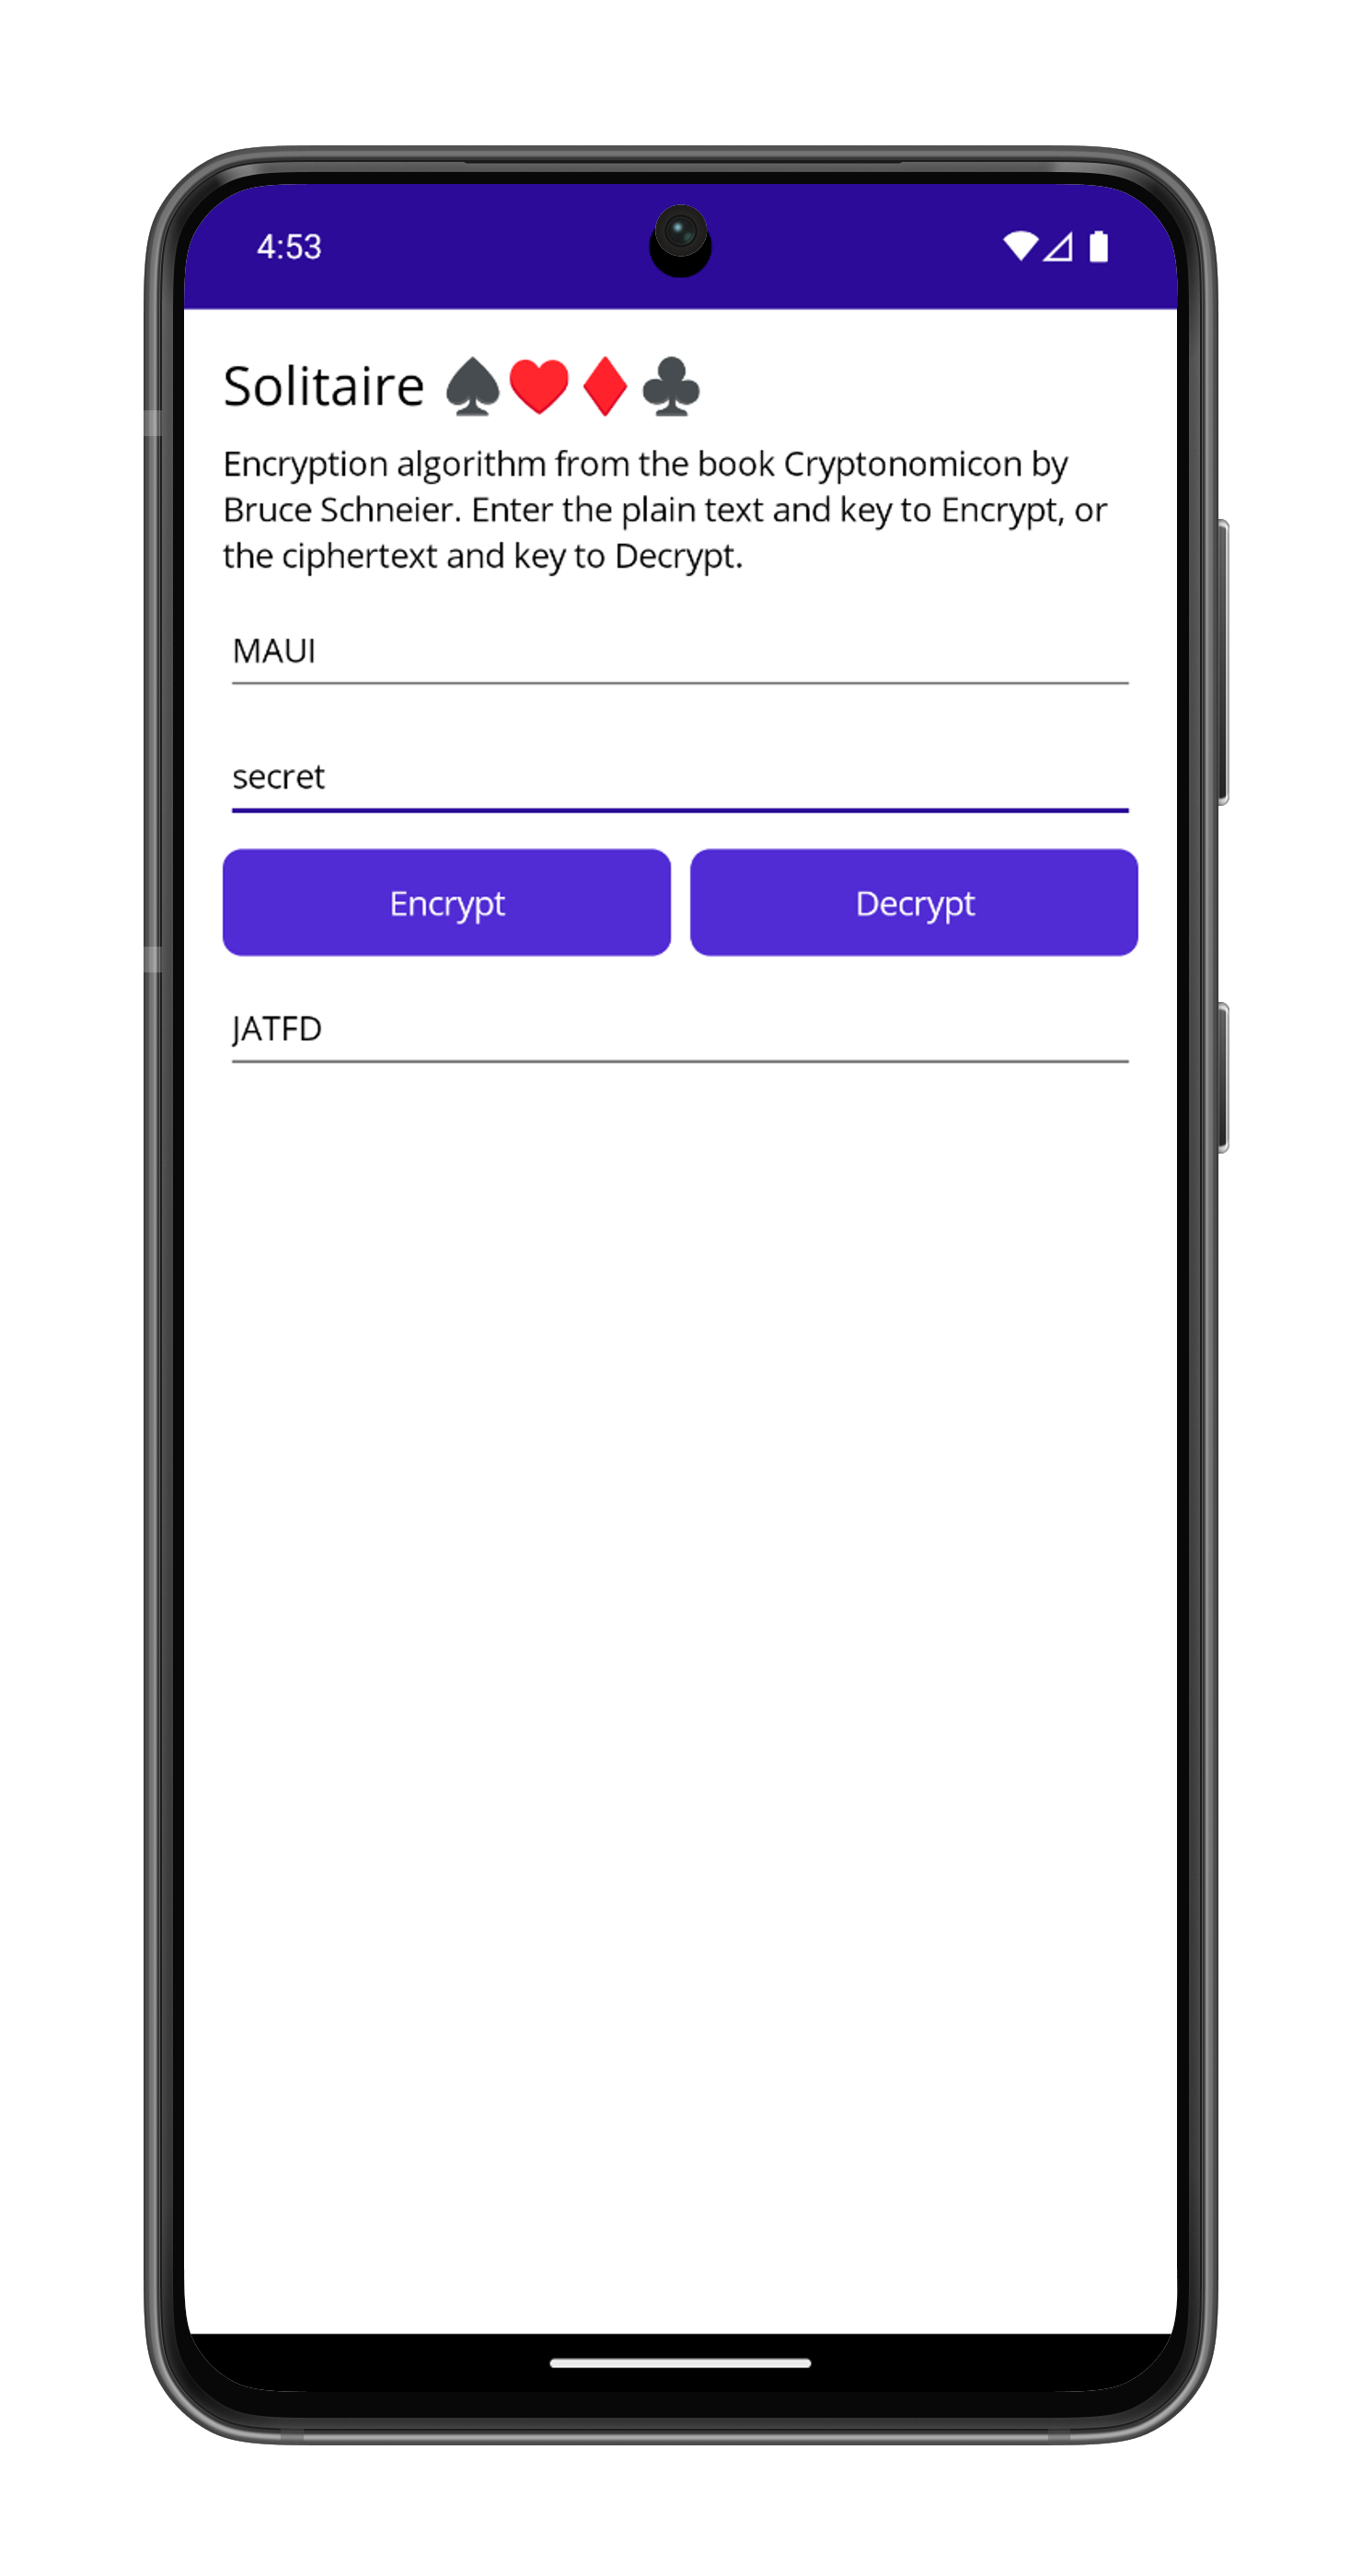 4:53
Solitaire ♠️❤️♦️♣️
Encryption algorithm from the book Cryptonomicon by
Bruce Schneier. Enter the plain text and key to Encrypt, or
the ciphertext and key to Decrypt.
MAUI
secret
Encrypt Decrypt
JATFD